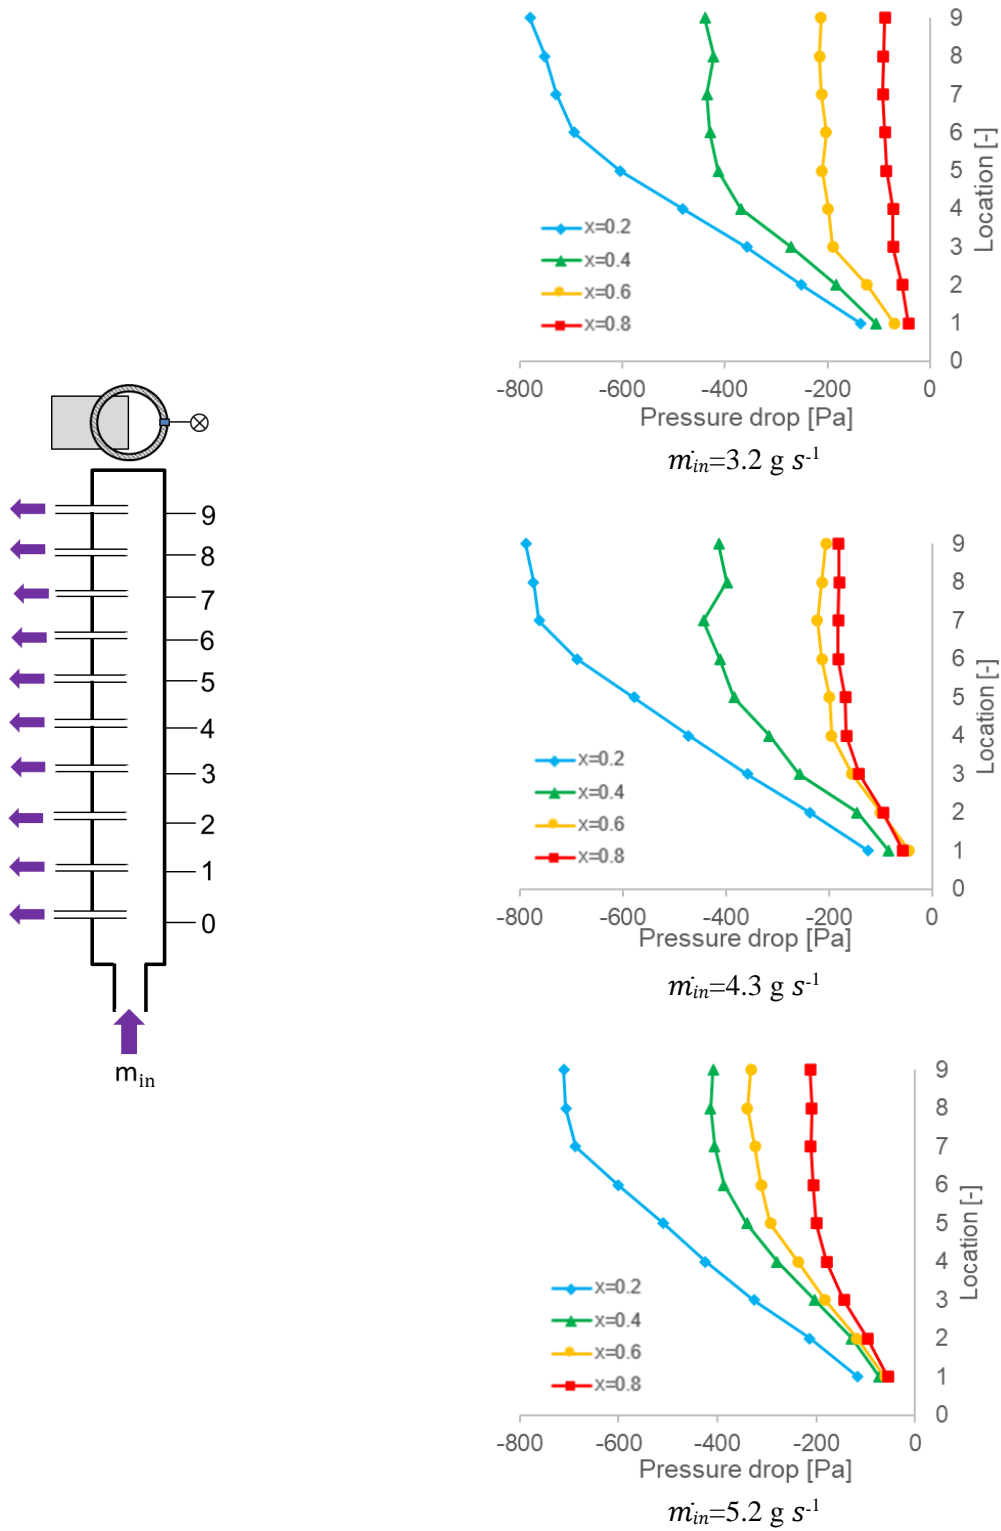 9
8
7
6
5
4
3
2
1
0
m_in
9
8
7
6
5
4
3
2
1
0
Location [-]
x=0.2
x=0.4
x=0.6
x=0.8
-800 -600 -400 -200 0
Pressure drop [Pa]
ṁ_in=3.2 g s⁻¹
9
8
7
6
5
4
3
2
1
0
Location [-]
x=0.2
x=0.4
x=0.6
x=0.8
-800 -600 -400 -200 0
Pressure drop [Pa]
ṁ_in=4.3 g s⁻¹
9
8
7
6
5
4
3
2
1
0
Location [-]
x=0.2
x=0.4
x=0.6
x=0.8
-800 -600 -400 -200 0
Pressure drop [Pa]
ṁ_in=5.2 g s⁻¹